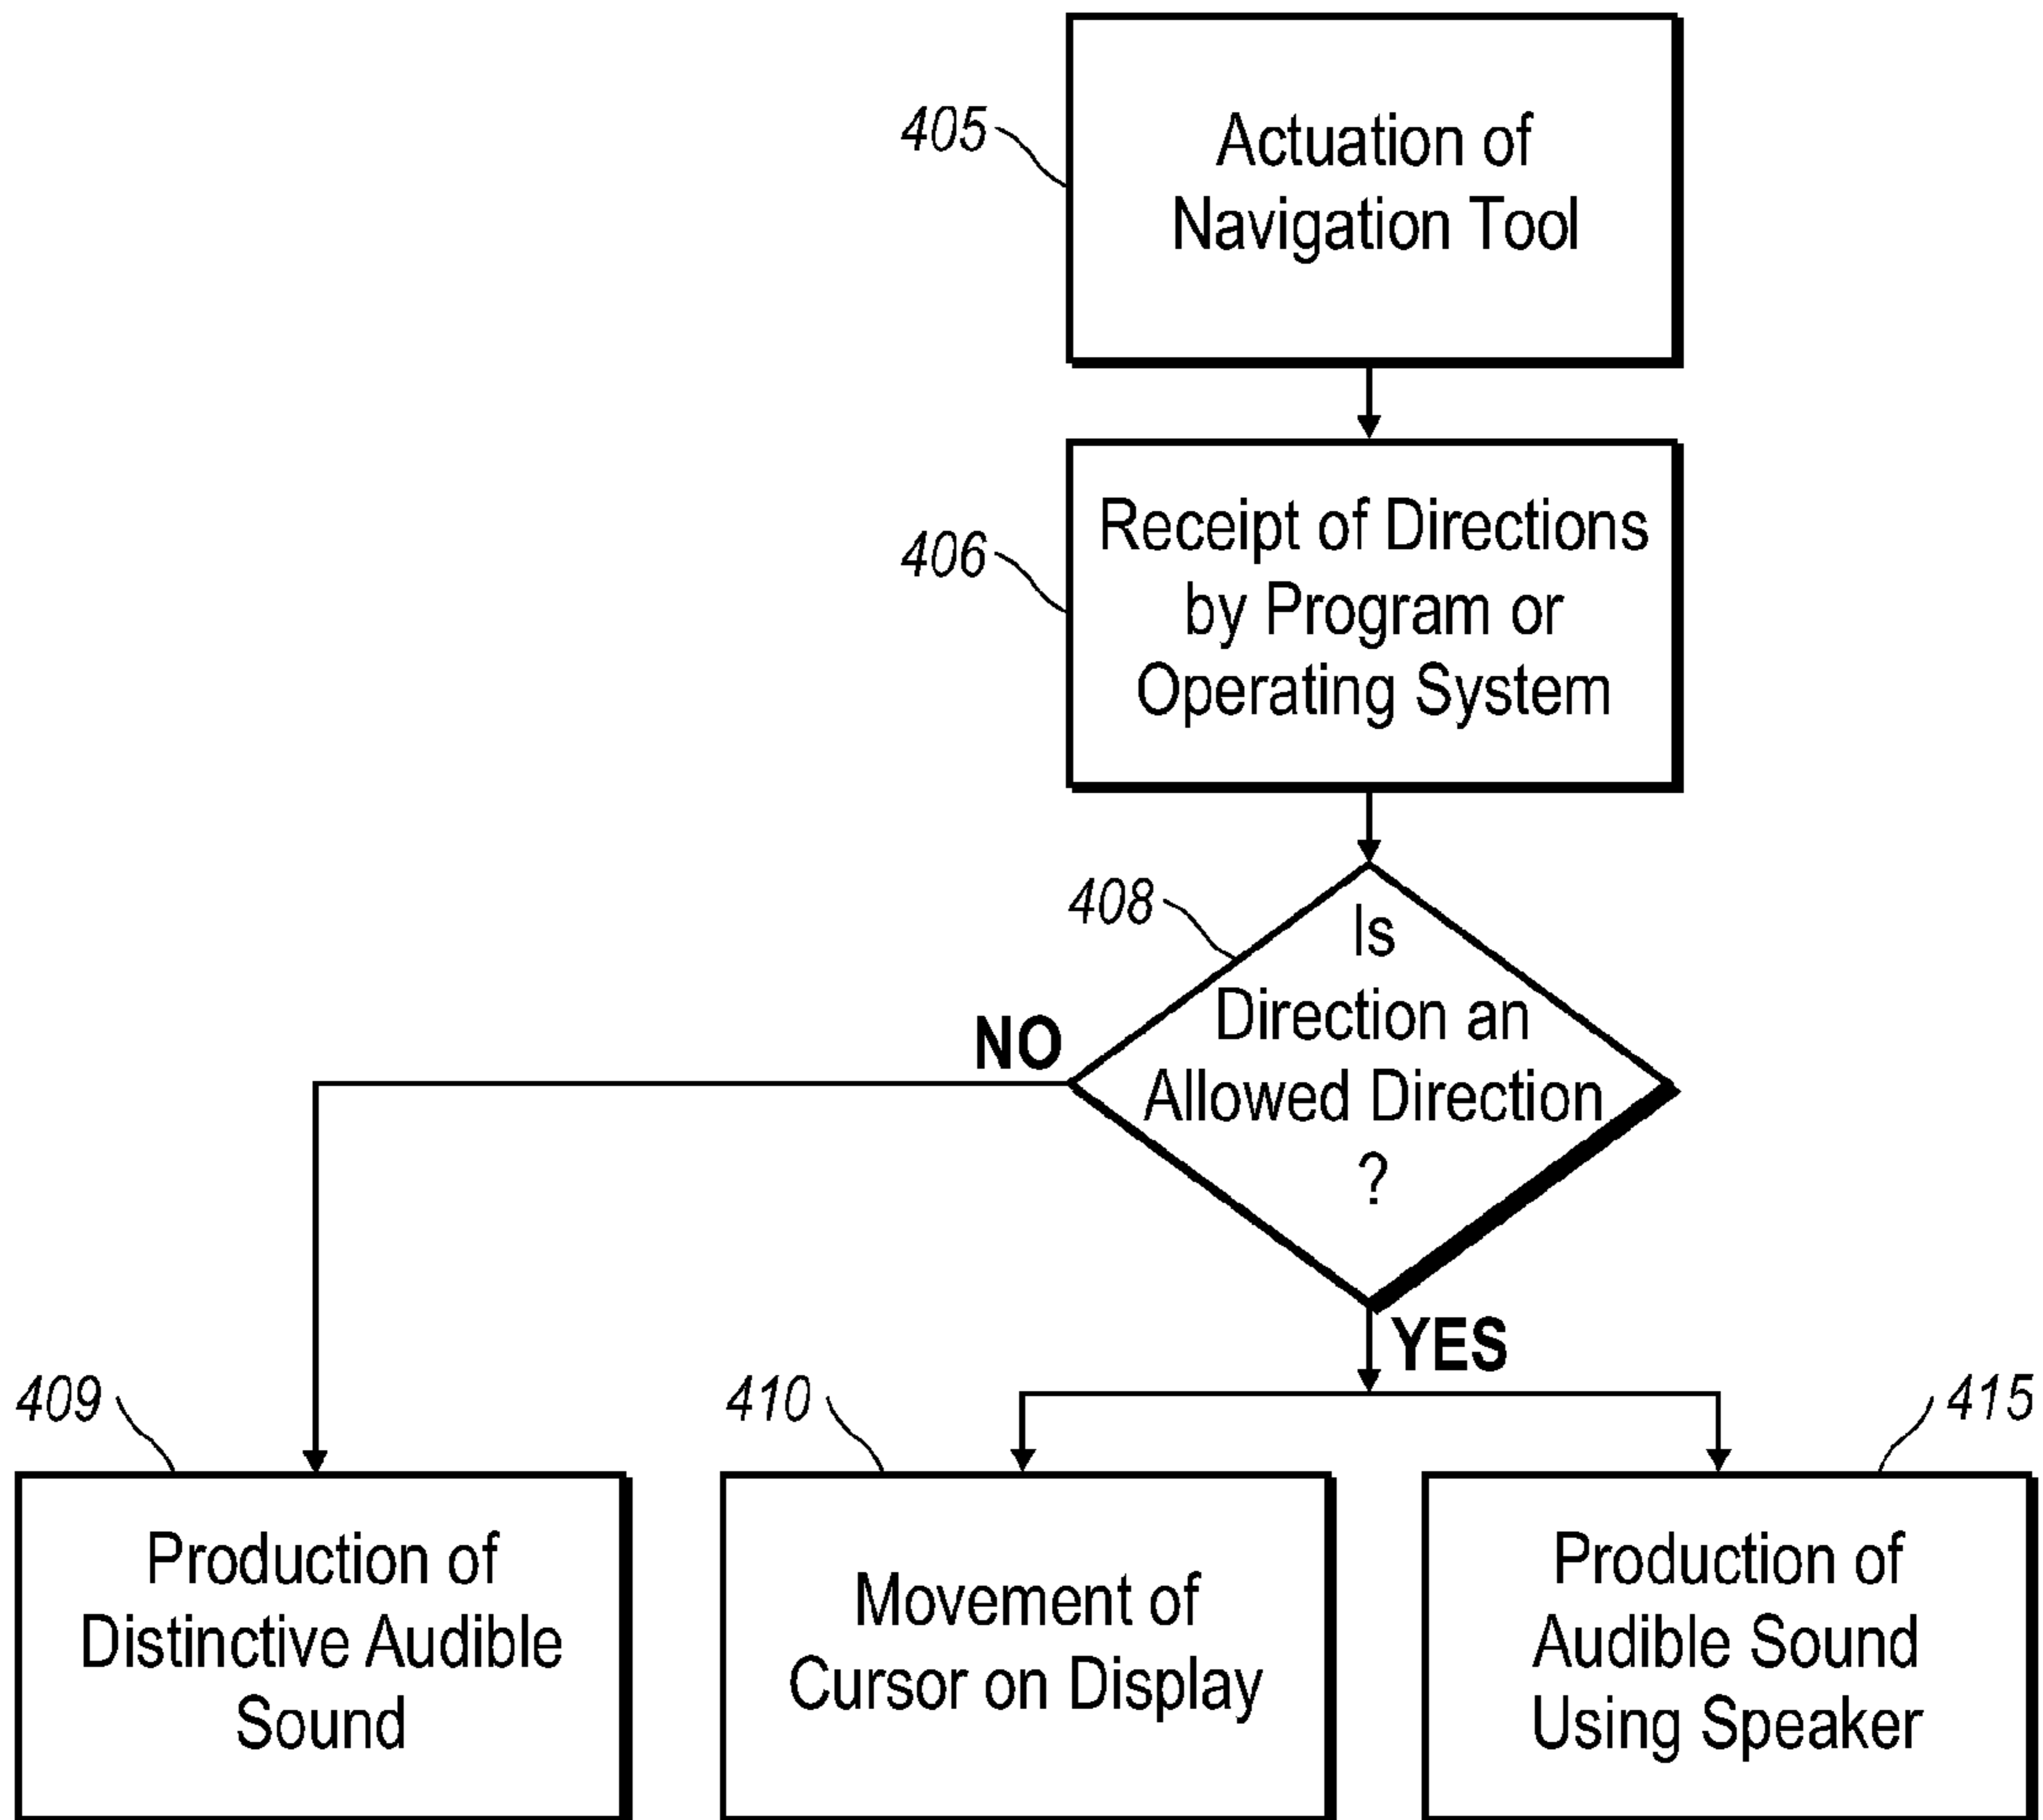 405
Actuation of
Navigation Tool
406
Receipt of Directions
by Program or
Operating System
408
Is
Direction an
Allowed Direction
?
NO
YES
409
Production of
Distinctive Audible
Sound
410
Movement of
Cursor on Display
415
Production of
Audible Sound
Using Speaker